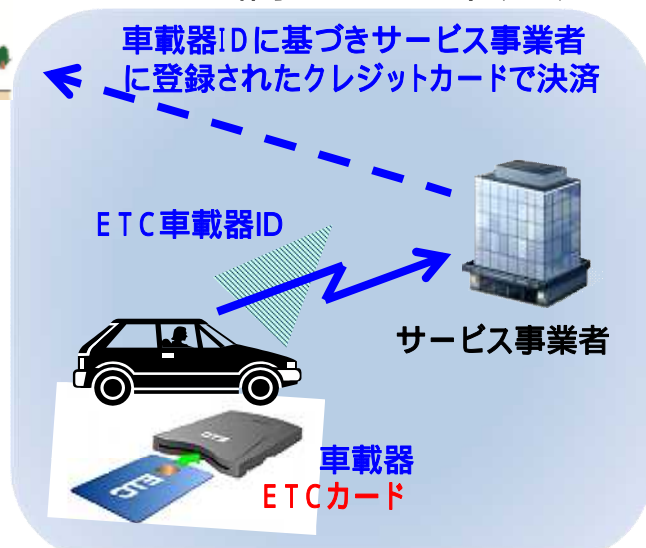 車載器IDに基づきサービス事業者
に登録されたクレジットカードで決済
ETC車載器ID
サービス事業者
車載器
ETCカード
ETC
ETC